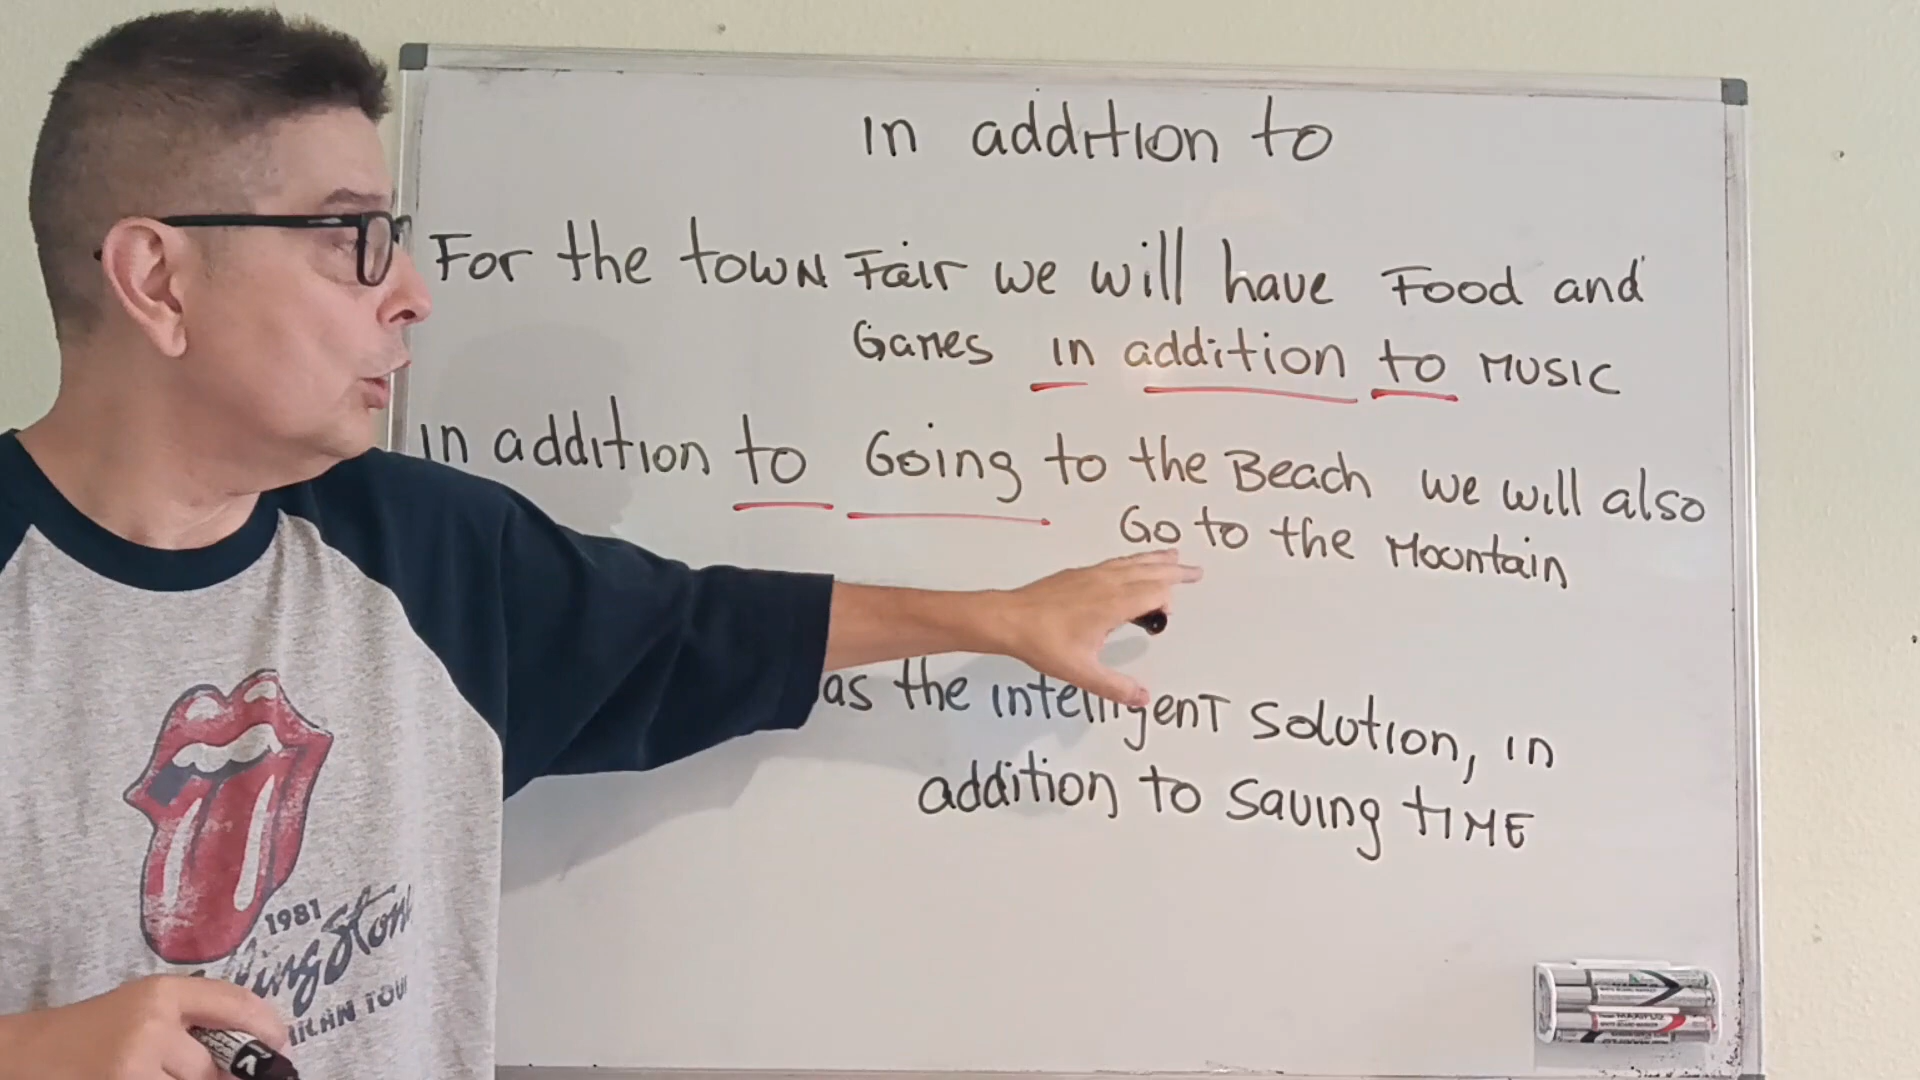 in addition to
For the town Fair we will have Food and
Games in addition to Music
in addition to Going to the Beach we will also
Go to the Mountain
as the intelligent solution, in
addition to saving TIME
1981